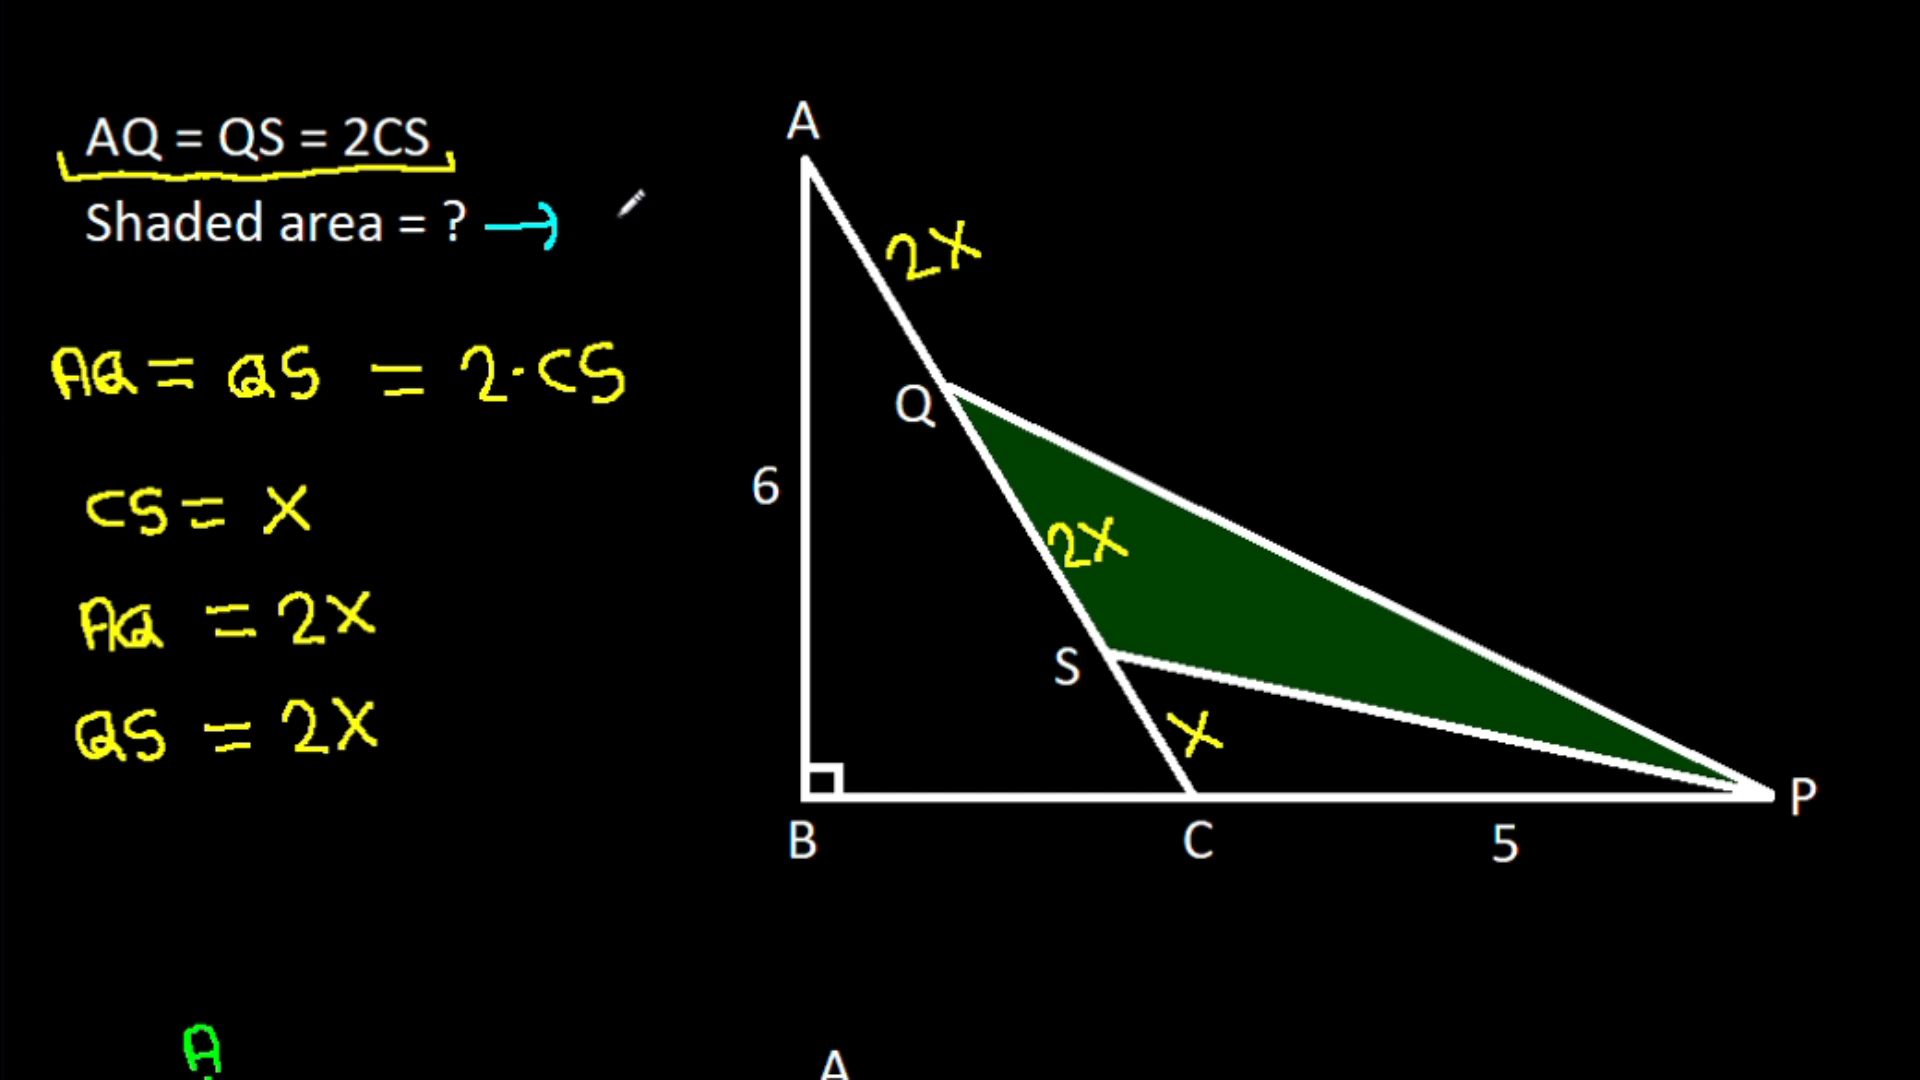 AQ = QS = 2CS
Shaded area = ?
AQ = QS = 2·CS
CS = X
AQ = 2X
QS = 2X
A
A
2X
Q
6
2X
S
X
B
C
5
P
A